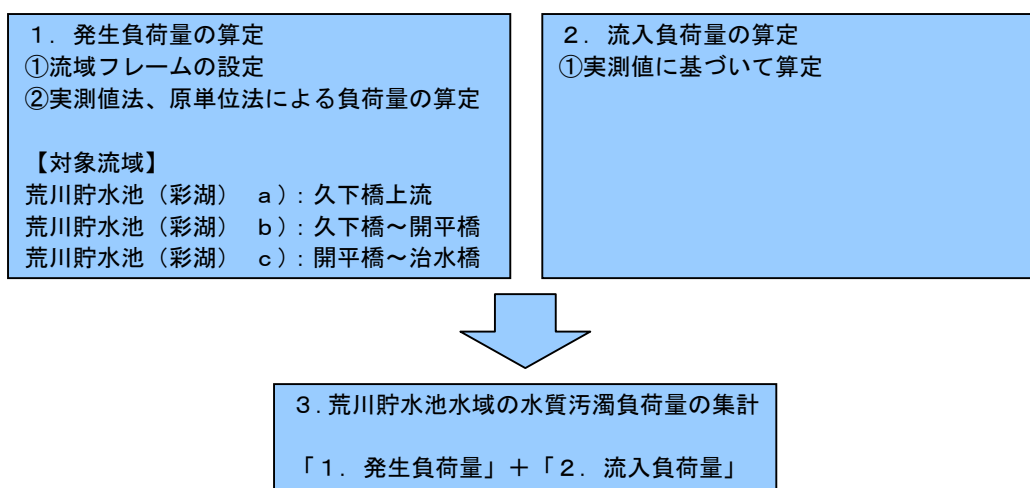 １．発生負荷量の算定
①流域フレームの設定
②実測値法、原単位法による負荷量の算定
【対象流域】
荒川貯水池（彩湖）　ａ）：久下橋上流
荒川貯水池（彩湖）　ｂ）：久下橋～開平橋
荒川貯水池（彩湖）　ｃ）：開平橋～治水橋
２．流入負荷量の算定
①実測値に基づいて算定
３．荒川貯水池水域の水質汚濁負荷量の集計
「１．発生負荷量」＋「２．流入負荷量」